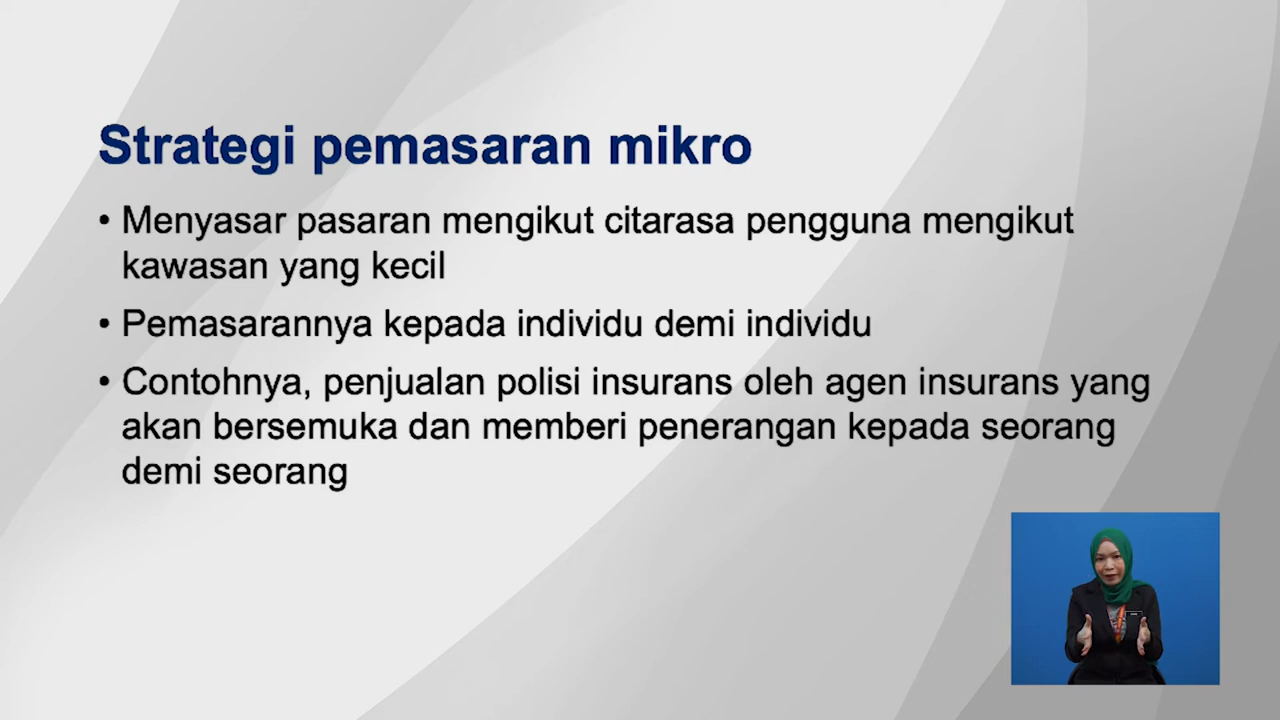 Strategi pemasaran mikro
• Menyasar pasaran mengikut citarasa pengguna mengikut
kawasan yang kecil
• Pemasarannya kepada individu demi individu
• Contohnya, penjualan polisi insurans oleh agen insurans yang
akan bersemuka dan memberi penerangan kepada seorang
demi seorang